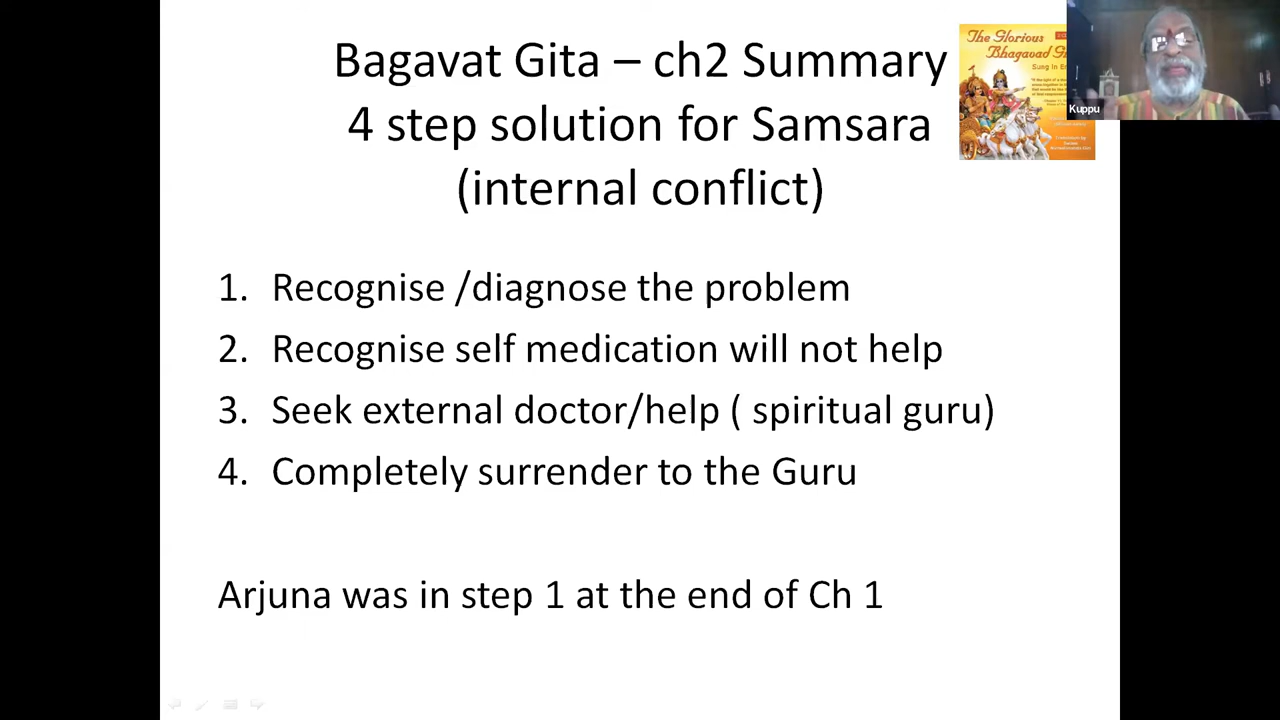 Bagavat Gita – ch2 Summary
4 step solution for Samsara
(internal conflict)
The Glorious
Bhagavad G
Sung In E
Kuppu
1. Recognise /diagnose the problem
2. Recognise self medication will not help
3. Seek external doctor/help ( spiritual guru)
4. Completely surrender to the Guru
Arjuna was in step 1 at the end of Ch 1